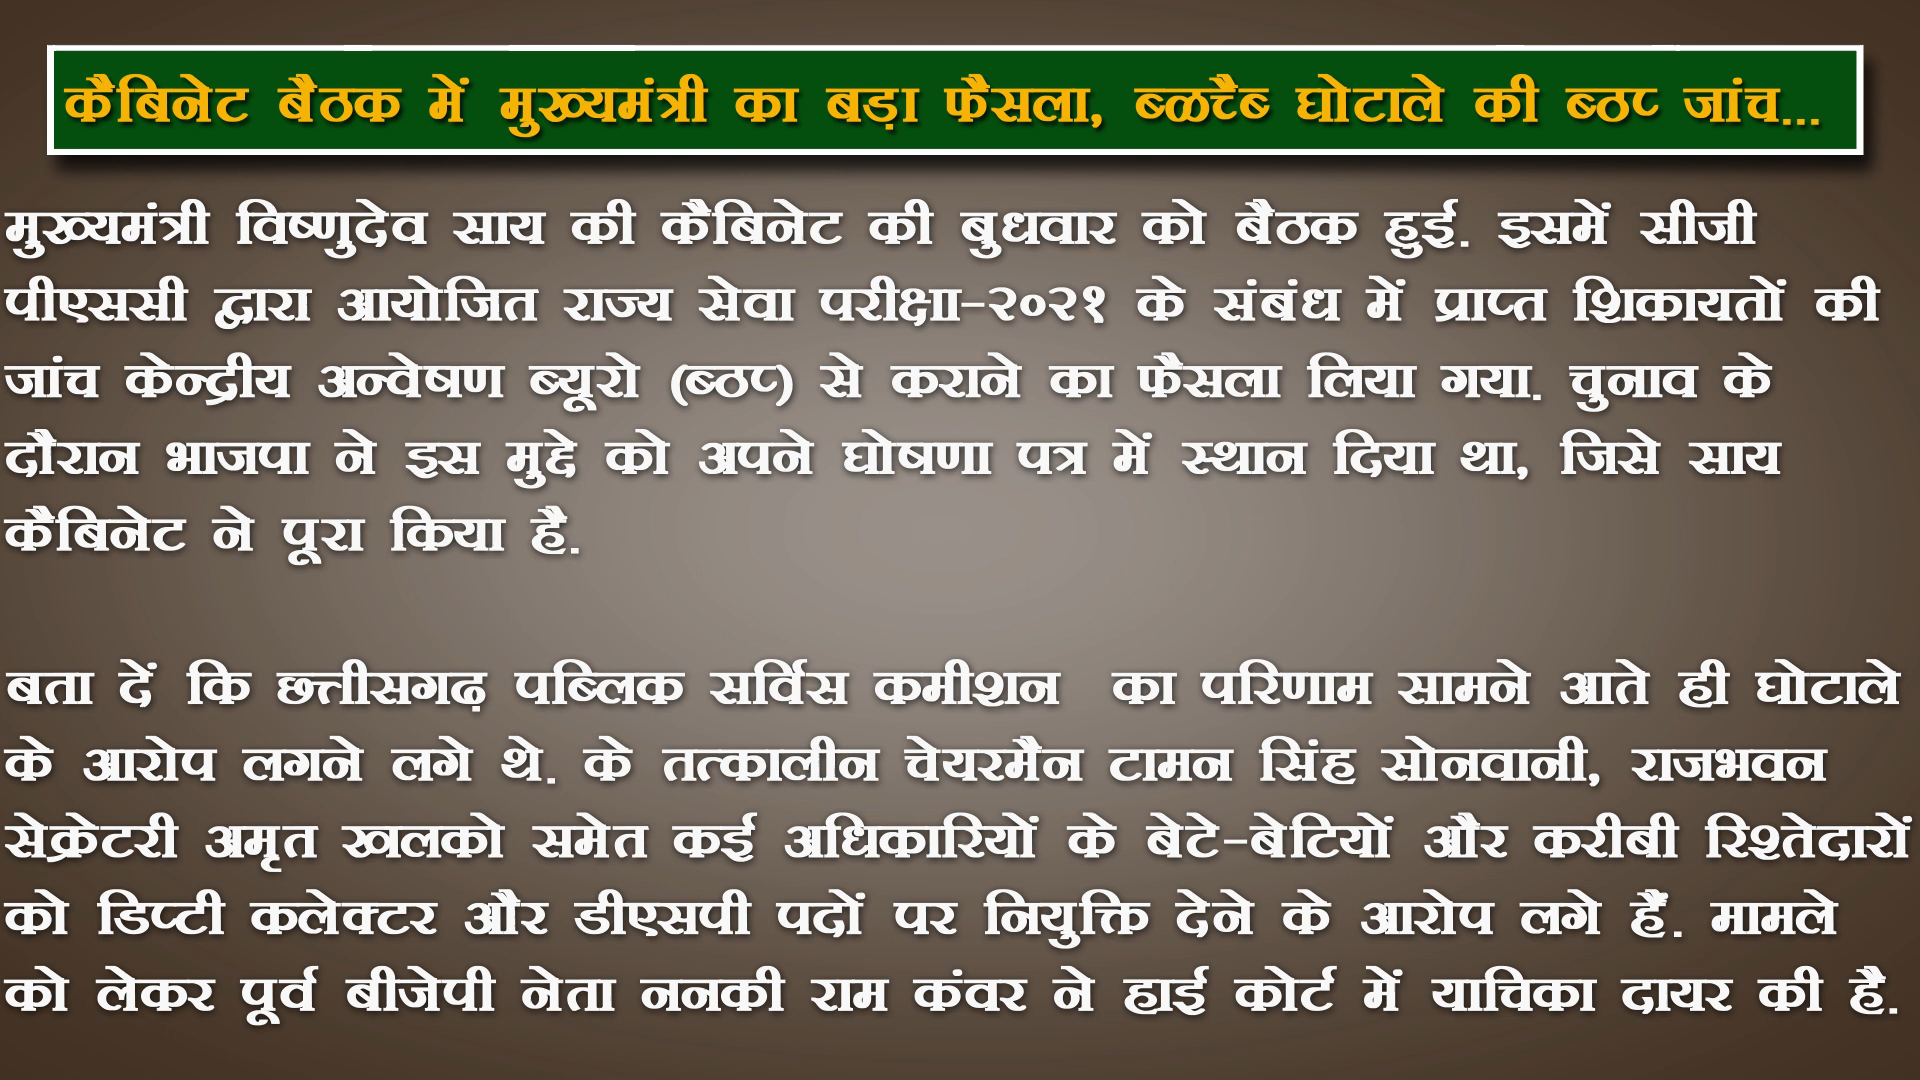 कैबिनेट बैठक में मुख्यमंत्री का बड़ा फैसला, ब्ळच्ैब् घोटाले की ब्ठप् जांच...
मुख्यमंत्री विष्णुदेव साय की कैबिनेट की बुधवार को बैठक हुई. इसमें सीजी
पीएससी द्वारा आयोजित राज्य सेवा परीक्षा-२०२१ के संबंध में प्राप्त शिकायतों की
जांच केन्द्रीय अन्वेषण ब्यूरो (ब्ठप्) से कराने का फैसला लिया गया. चुनाव के
दौरान भाजपा ने इस मुद्दे को अपने घोषणा पत्र में स्थान दिया था, जिसे साय
कैबिनेट ने पूरा किया है.
बता दें कि छत्तीसगढ़ पब्लिक सर्विस कमीशन का परिणाम सामने आते ही घोटाले
के आरोप लगने लगे थे. के तत्कालीन चेयरमैन टामन सिंह सोनवानी, राजभवन
सेक्रेटरी अमृत खलको समेत कई अधिकारियों के बेटे-बेटियों और करीबी रिश्तेदारों
को डिप्टी कलेक्टर और डीएसपी पदों पर नियुक्ति देने के आरोप लगे हैं. मामले
को लेकर पूर्व बीजेपी नेता ननकी राम कंवर ने हाई कोर्ट में याचिका दायर की है.